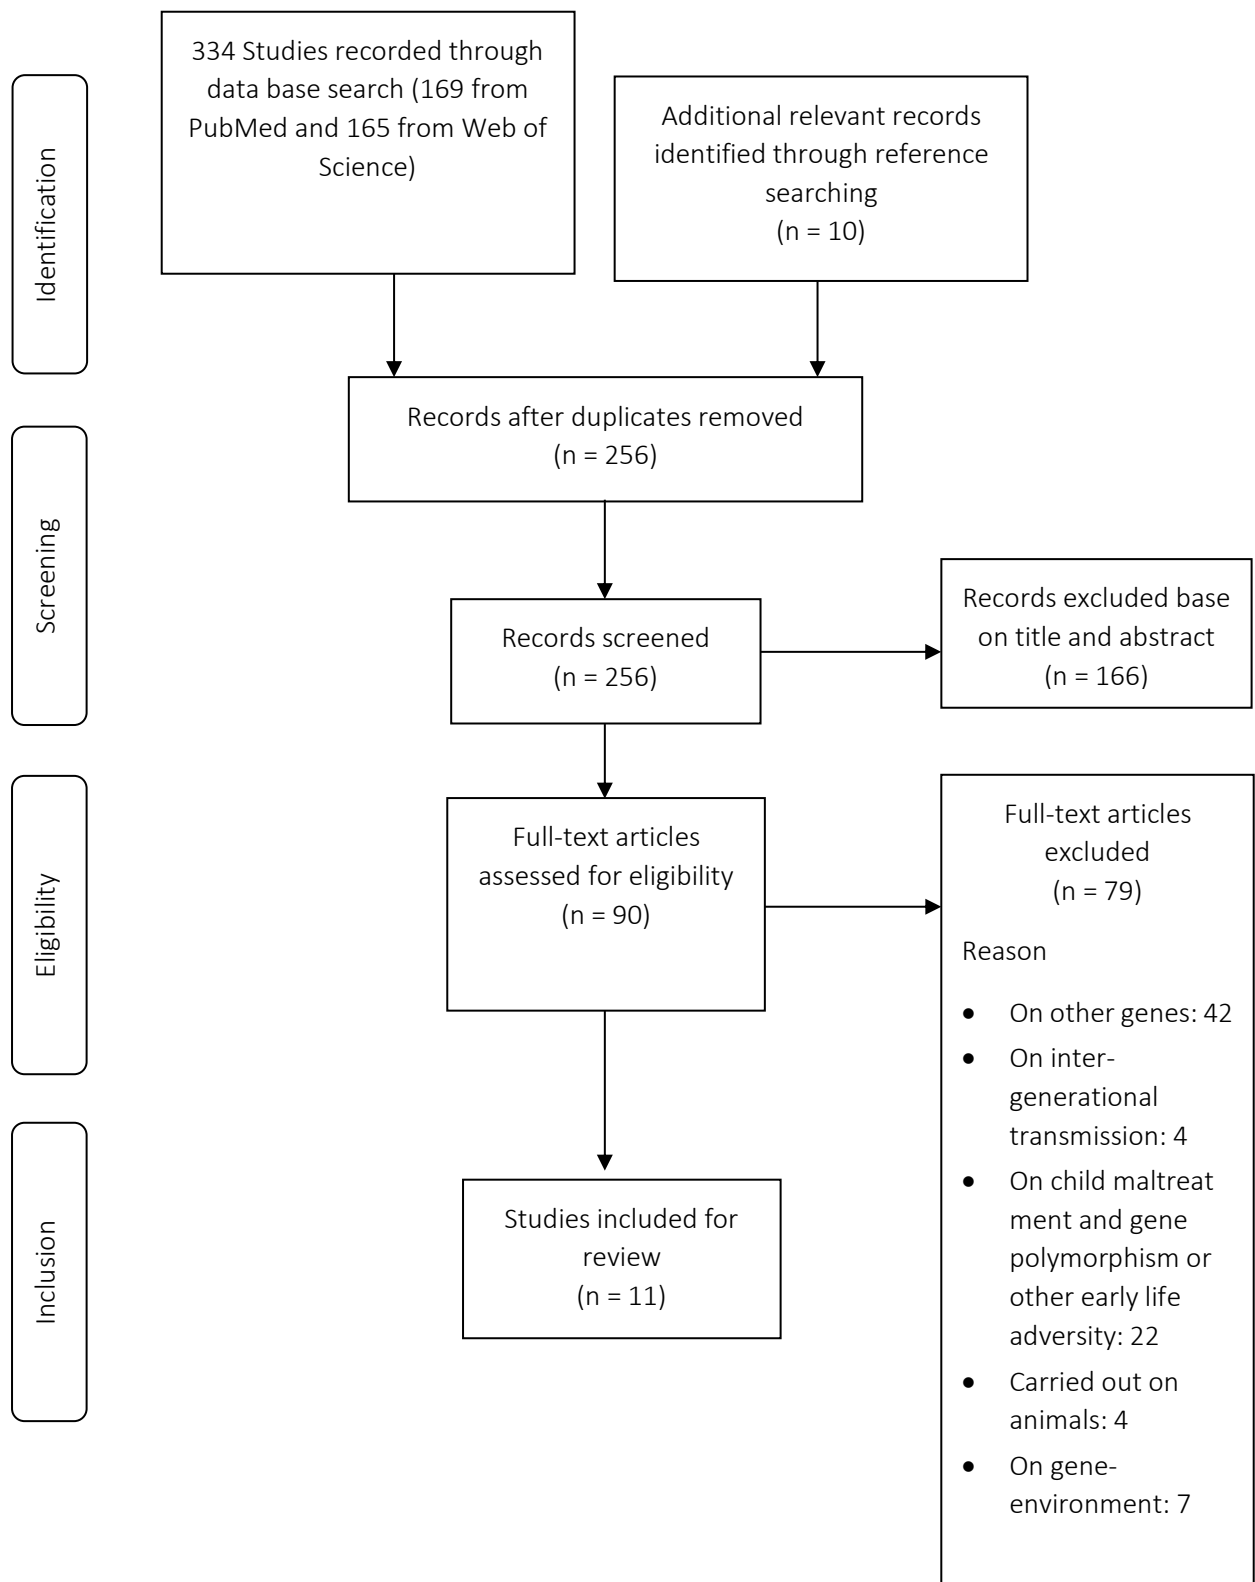 334 Studies recorded through
data base search (169 from
PubMed and 165 from Web of
Science)
Additional relevant records
identified through reference
searching
(n = 10)
Identification
Records after duplicates removed
(n = 256)
Screening
Records screened
(n = 256)
Records excluded base
on title and abstract
(n = 166)
Eligibility
Full-text articles
assessed for eligibility
(n = 90)
Full-text articles
excluded
(n = 79)
Reason
• On other genes: 42
• On inter-
generational
transmission: 4
• On child maltreat
ment and gene
polymorphism or
other early life
adversity: 22
• Carried out on
animals: 4
• On gene-
environment: 7
Inclusion
Studies included for
review
(n = 11)